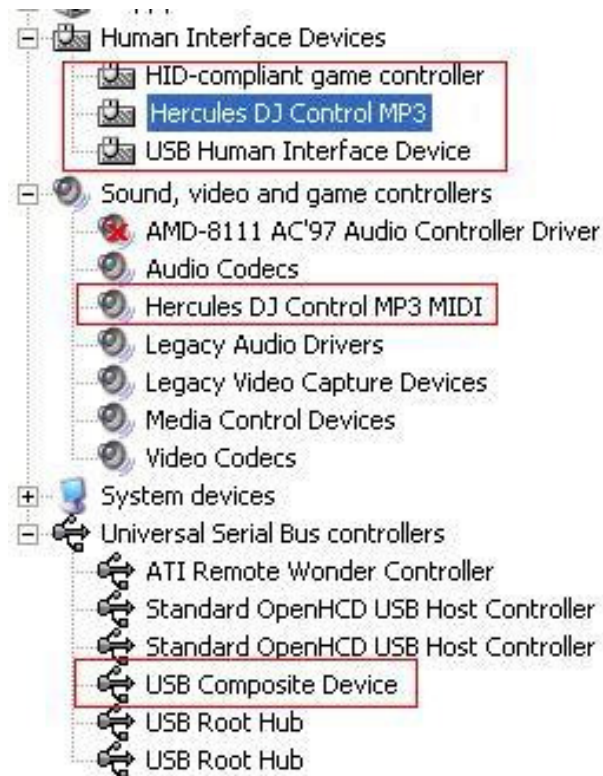 Human Interface Devices
HID-compliant game controller
Hercules DJ Control MP3
USB Human Interface Device
Sound, video and game controllers
AMD-8111 AC'97 Audio Controller Driver
Audio Codecs
Hercules DJ Control MP3 MIDI
Legacy Audio Drivers
Legacy Video Capture Devices
Media Control Devices
Video Codecs
System devices
Universal Serial Bus controllers
ATI Remote Wonder Controller
Standard OpenHCD USB Host Controller
Standard OpenHCD USB Host Controller
USB Composite Device
USB Root Hub
USB Root Hub